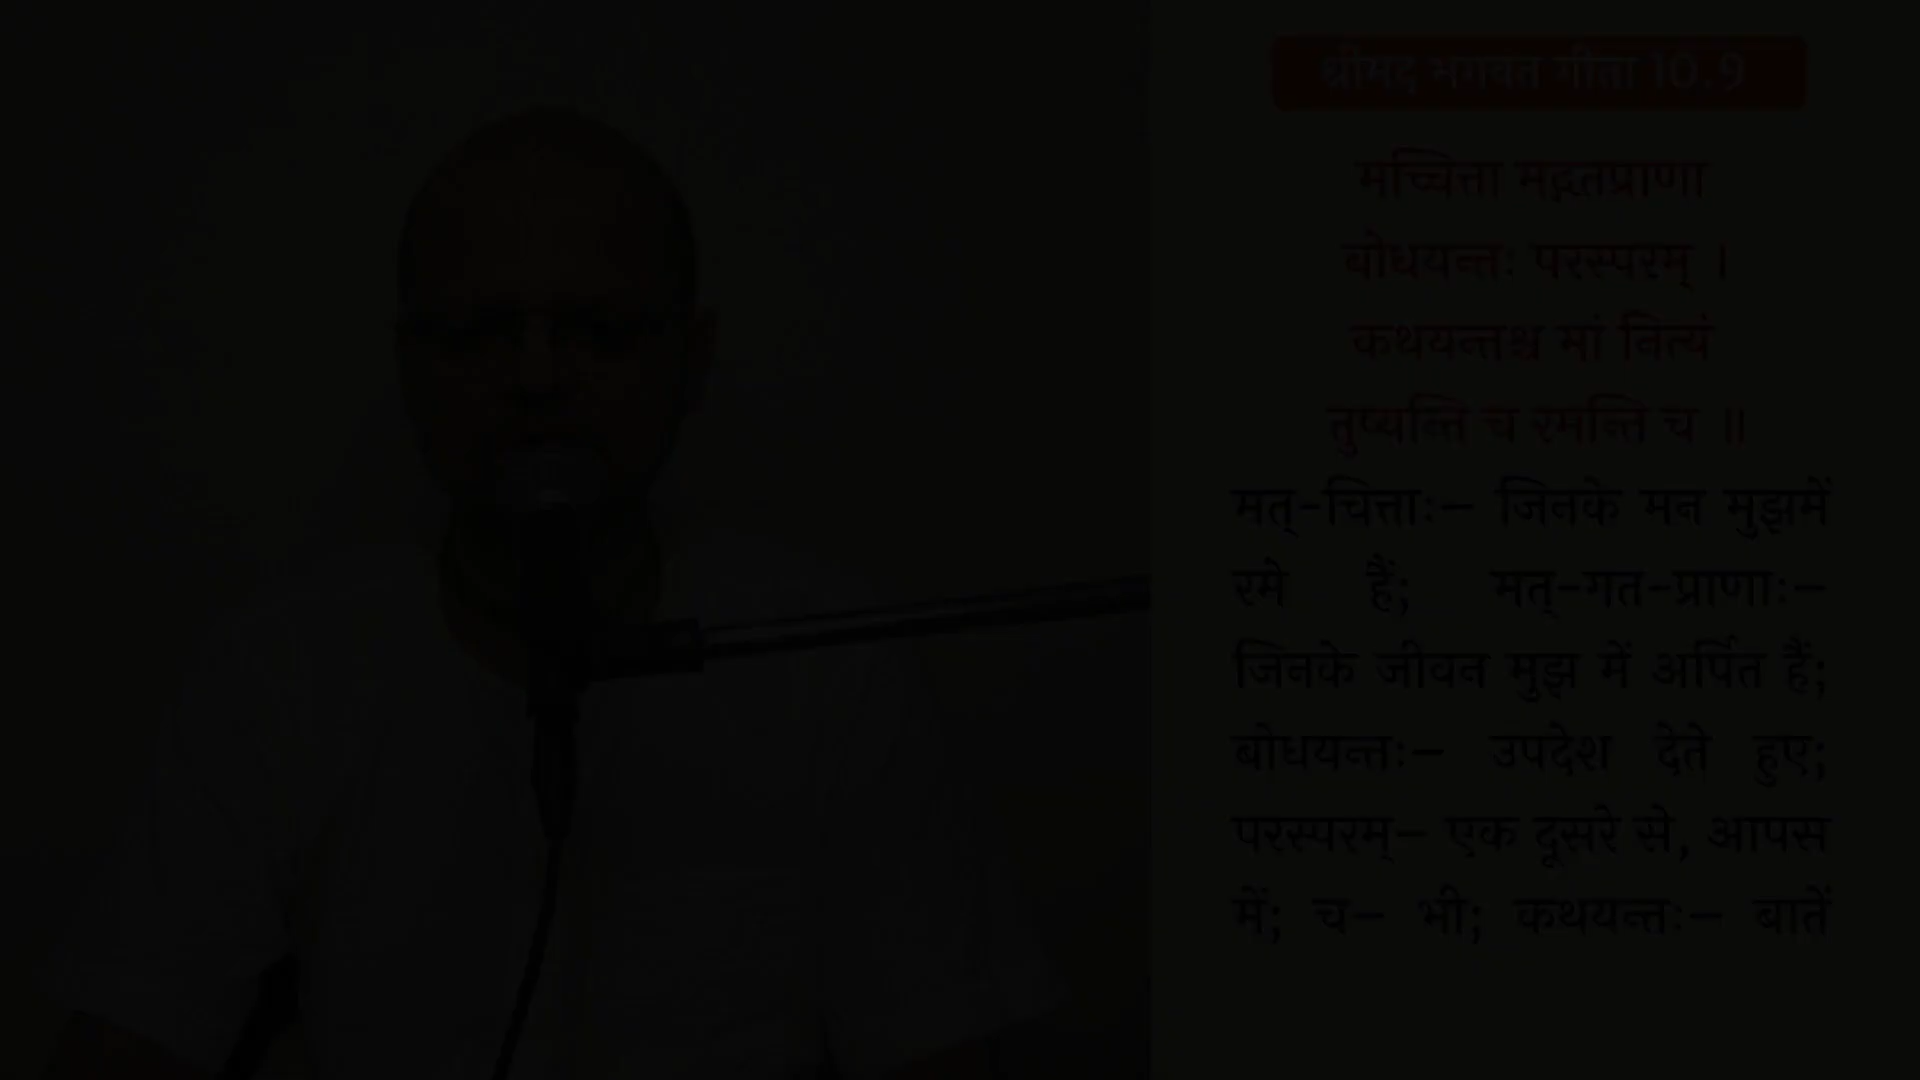 श्रीमद भगवत गीता 10.9
मच्चित्ता मद्गतप्राणा
बोधयन्तः परस्परम् ।
कथयन्तश्च मां नित्यं
तुष्यन्ति च रमन्ति च ॥
मत्-चित्ताः– जिनके मन मुझमें
रमे हैं; मत्-गत-प्राणाः–
जिनके जीवन मुझ में अर्पित हैं;
बोधयन्तः– उपदेश देते हुए;
परस्परम्– एक दूसरे से, आपस
में; च– भी; कथयन्तः– बातें